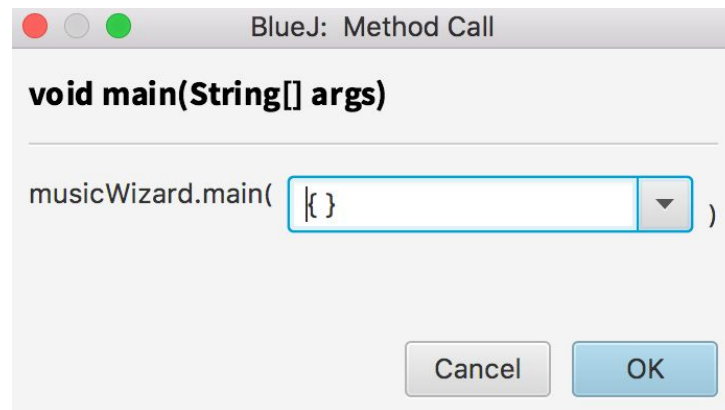 BlueJ: Method Call
void main(String[] args)
musicWizard.main( { } )
Cancel OK